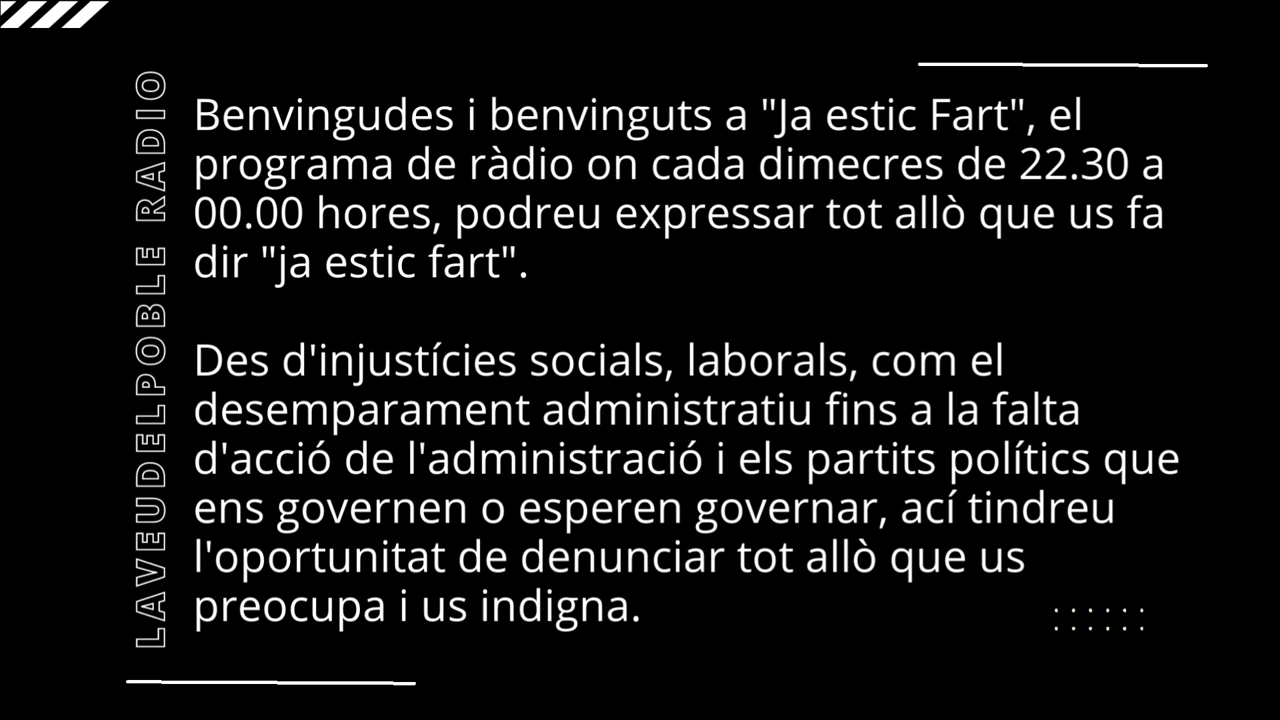 LAVEUDELPOBLE RADIO
Benvingudes i benvinguts a "Ja estic Fart", el
programa de ràdio on cada dimecres de 22.30 a
00.00 hores, podreu expressar tot allò que us fa
dir "ja estic fart".
Des d'injustícies socials, laborals, com el
desemparament administratiu fins a la falta
d'acció de l'administració i els partits polítics que
ens governen o esperen governar, ací tindreu
l'oportunitat de denunciar tot allò que us
preocupa i us indigna.